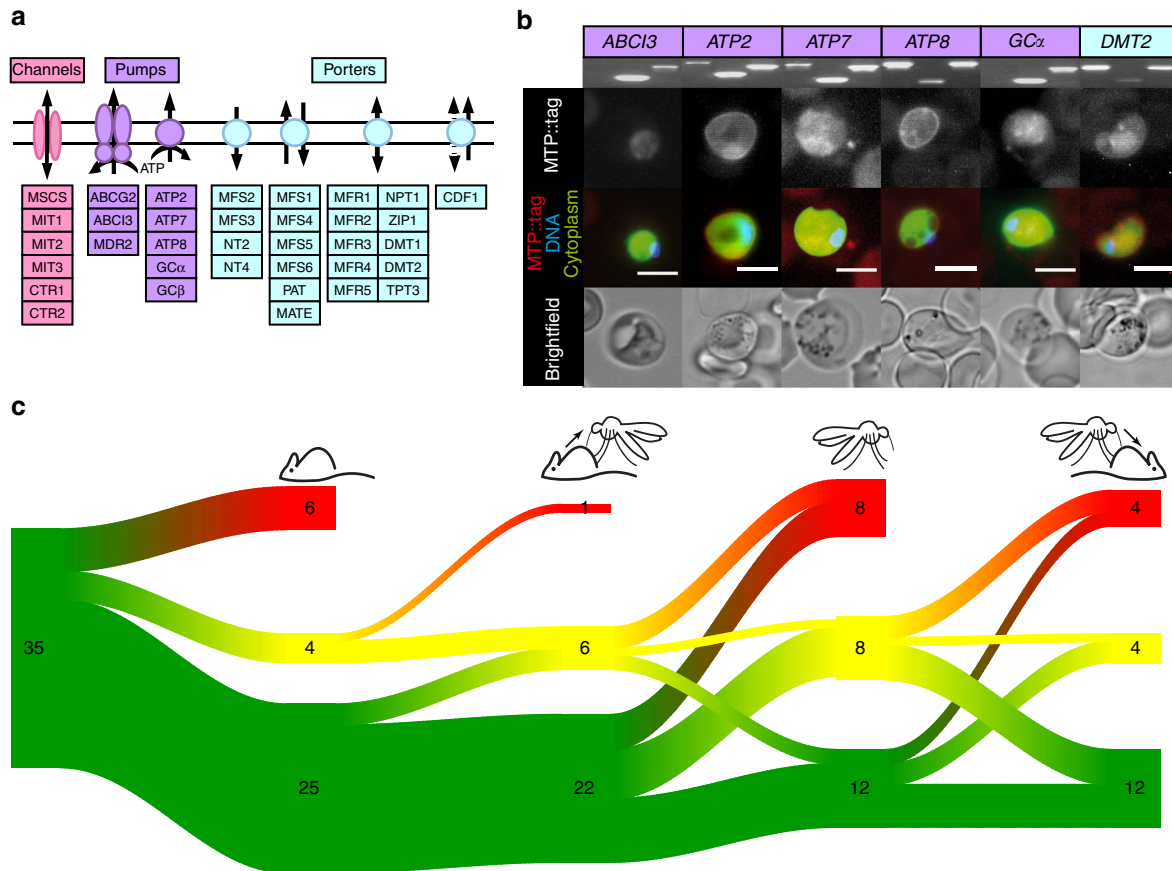 a
Channels
Pumps
Porters
ATP
MSCS
MIT1
MIT2
MIT3
CTR1
CTR2
ABCG2
ABCI3
MDR2
ATP2
ATP7
ATP8
GCα
GCβ
MFS2
MFS3
NT2
NT4
MFS1
MFS4
MFS5
MFS6
PAT
MATE
MFR1
MFR2
MFR3
MFR4
MFR5
NPT1
ZIP1
DMT1
DMT2
TPT3
CDF1
b
ABCI3
ATP2
ATP7
ATP8
GCα
DMT2
MTP::tag
MTP::tag
DNA
Cytoplasm
Brightfield
c
6
1
8
4
35
4
6
8
4
25
22
12
12